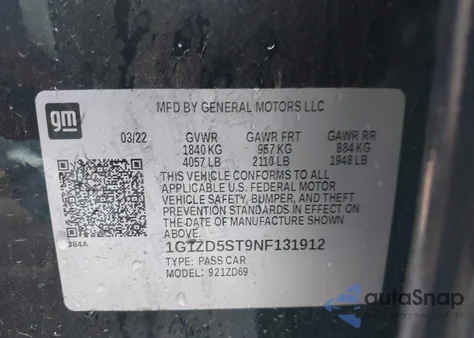 gm
MFD BY GENERAL MOTORS LLC
03/22 GVWR GAWR FRT GAWR RR
1840 KG 957 KG 884 KG
4057 LB 2110 LB 1948 LB
THIS VEHICLE CONFORMS TO ALL
APPLICABLE U.S. FEDERAL MOTOR
VEHICLE SAFETY, BUMPER, AND THEFT
PREVENTION STANDARDS IN EFFECT ON
THE DATE OF MANUFACTURE SHOWN
ABOVE.
384A
1G1ZD5ST9NF131912
TYPE: PASS CAR
MODEL: 921ZD69
autaSnap